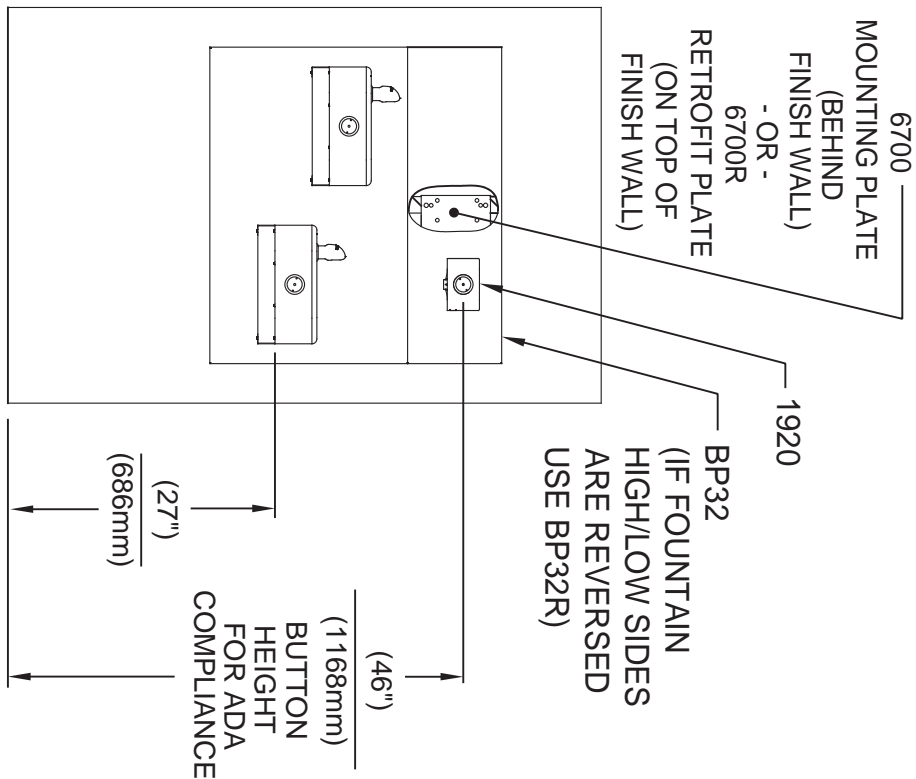 6700
MOUNTING PLATE
(BEHIND
FINISH WALL)
- OR -
6700R
RETROFIT PLATE
(ON TOP OF
FINISH WALL)
1920
BP32
(IF FOUNTAIN
HIGH/LOW SIDES
ARE REVERSED
USE BP32R)
(46")
(1168mm)
BUTTON
HEIGHT
FOR ADA
COMPLIANCE
(27")
(686mm)